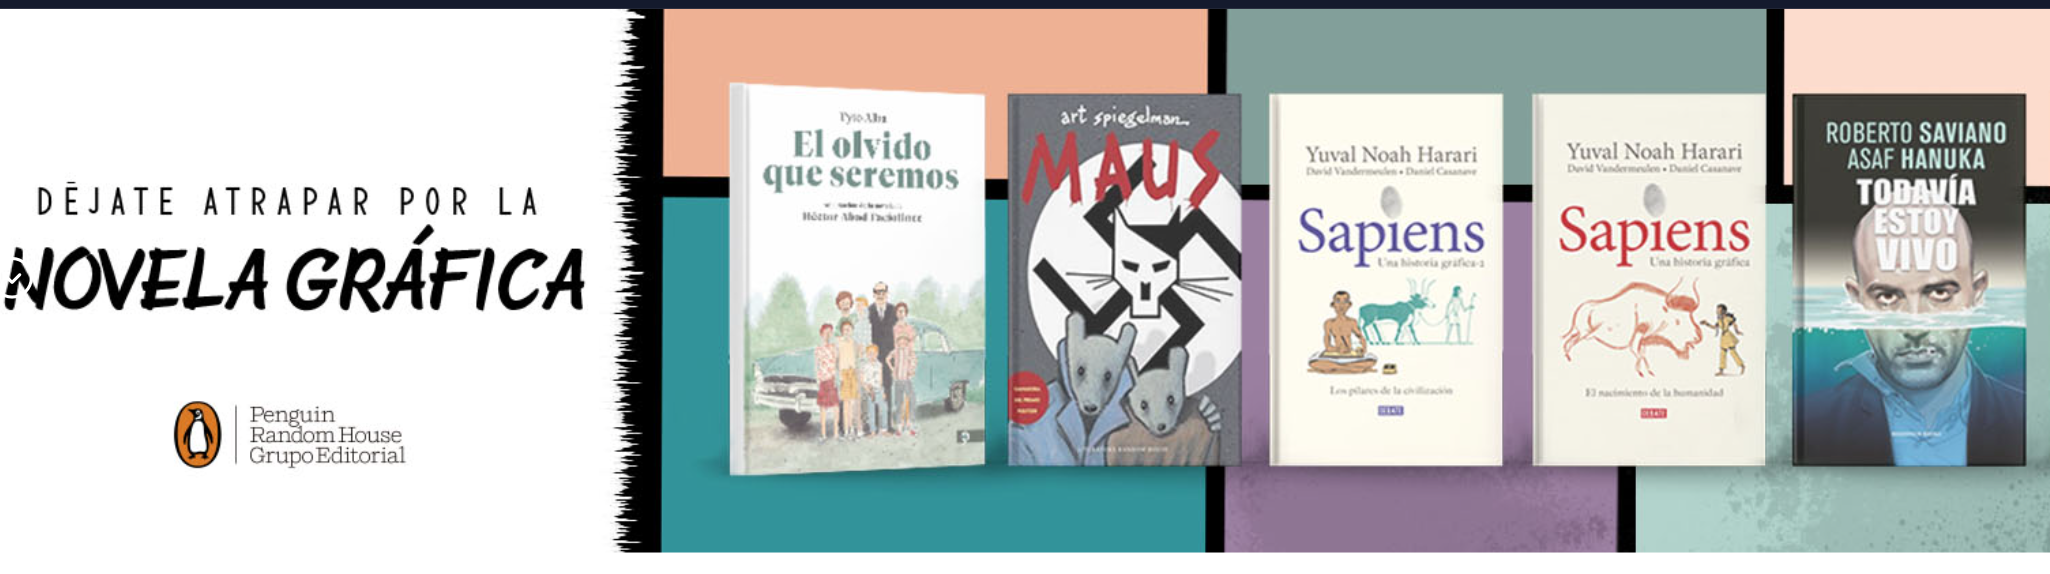 DÉJATE ATRAPAR POR LA
NOVELA GRÁFICA
Penguin
Random House
Grupo Editorial
Tyto Alba
El olvido
que seremos
Héctor Abad Faciolince
art spiegelman
MAUS
Yuval Noah Harari
David Vandermeulen • Daniel Casanave
Sapiens
Una historia gráfica-2
Los pilares de la civilización
DEBATE
Yuval Noah Harari
David Vandermeulen • Daniel Casanave
Sapiens
Una historia gráfica
El nacimiento de la humanidad
DEBATE
ROBERTO SAVIANO
ASAF HANUKA
TODAVÍA
ESTOY
VIVO